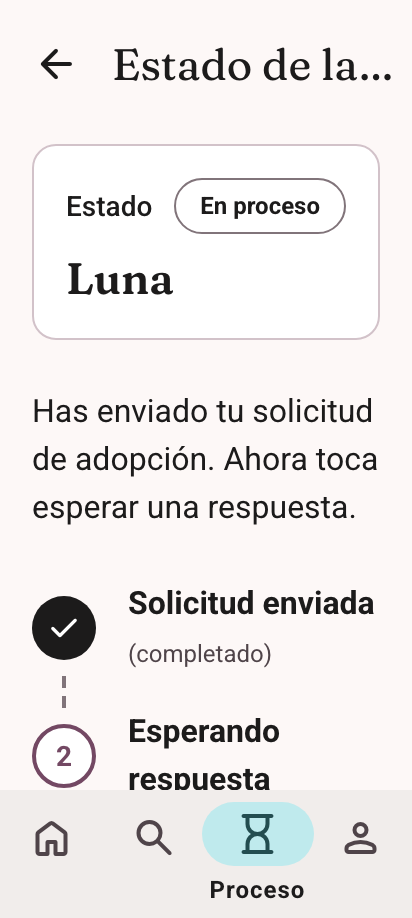 Estado de la...
Estado
En proceso
Luna
Has enviado tu solicitud
de adopción. Ahora toca
esperar una respuesta.
Solicitud enviada
(completado)
2
Esperando
respuesta
Proceso